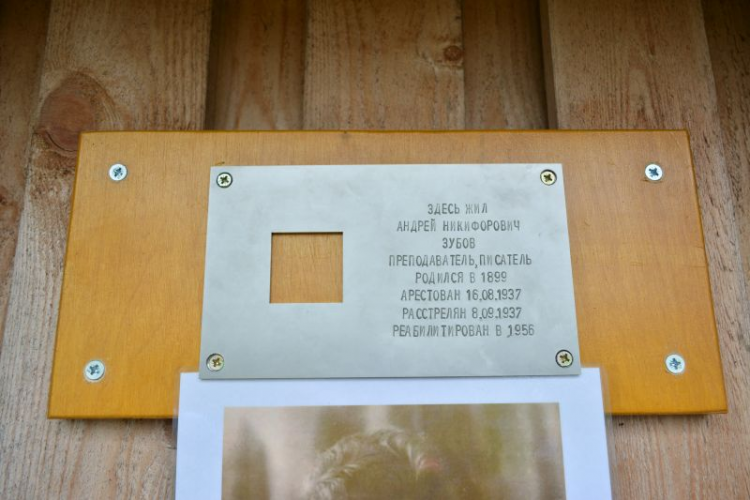 ЗДЕСЬ ЖИЛ
АНДРЕЙ НИКИФОРОВИЧ
ЗУБОВ
ПРЕПОДАВАТЕЛЬ, ПИСАТЕЛЬ
РОДИЛСЯ В 1899
АРЕСТОВАН 16.08.1937
РАССТРЕЛЯН 8.09.1937
РЕАБИЛИТИРОВАН В 1956